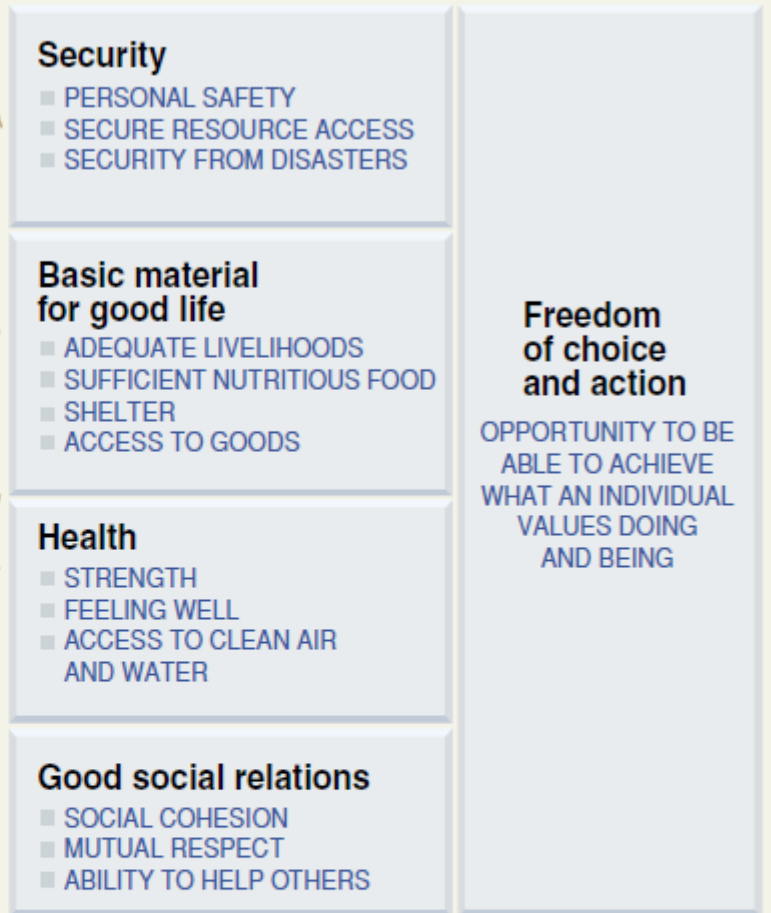 Security
PERSONAL SAFETY
SECURE RESOURCE ACCESS
SECURITY FROM DISASTERS
Basic material
for good life
ADEQUATE LIVELIHOODS
SUFFICIENT NUTRITIOUS FOOD
SHELTER
ACCESS TO GOODS
Health
STRENGTH
FEELING WELL
ACCESS TO CLEAN AIR
AND WATER
Good social relations
SOCIAL COHESION
MUTUAL RESPECT
ABILITY TO HELP OTHERS
Freedom
of choice
and action
OPPORTUNITY TO BE
ABLE TO ACHIEVE
WHAT AN INDIVIDUAL
VALUES DOING
AND BEING